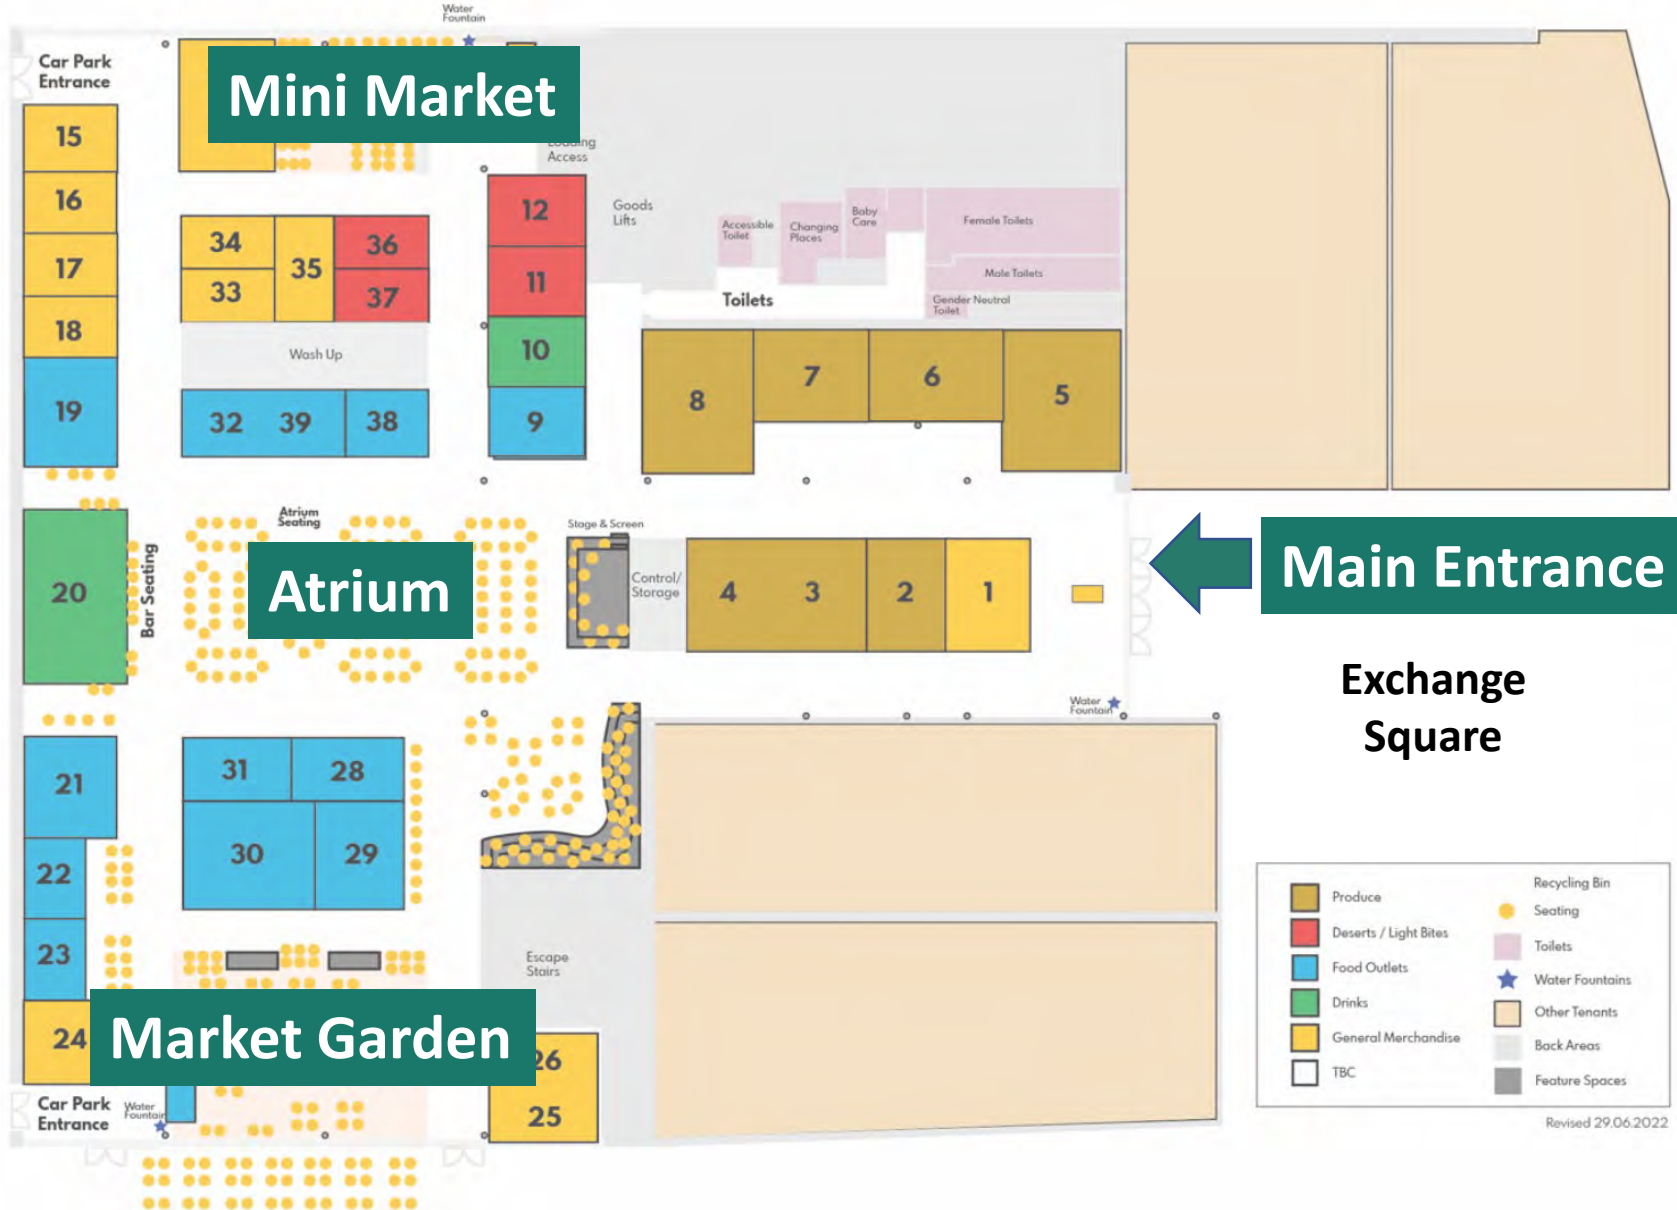 Water
Fountain
Car Park
Entrance
Mini Market
Access
15
16
17
18
19
34
33
35
36
37
Wash Up
32
39
38
12
11
10
9
Goods
Lifts
Accessible
Toilet
Changing
Places
Baby
Care
Female Toilets
Male Toilets
Gender Neutral
Toilet
Toilets
8
7
6
5
Atrium
Seating
Stage & Screen
20
Bar Seating
Atrium
Control/
Storage
4
3
2
1
Main Entrance
Exchange
Square
Water
Fountain
21
22
23
24
31
28
30
29
Escape
Stairs
Market Garden
26
25
Car Park
Entrance
Water
Fountain
Produce
Deserts / Light Bites
Food Outlets
Drinks
General Merchandise
TBC
Recycling Bin
Seating
Toilets
Water Fountains
Other Tenants
Back Areas
Feature Spaces
Revised 29.06.2022